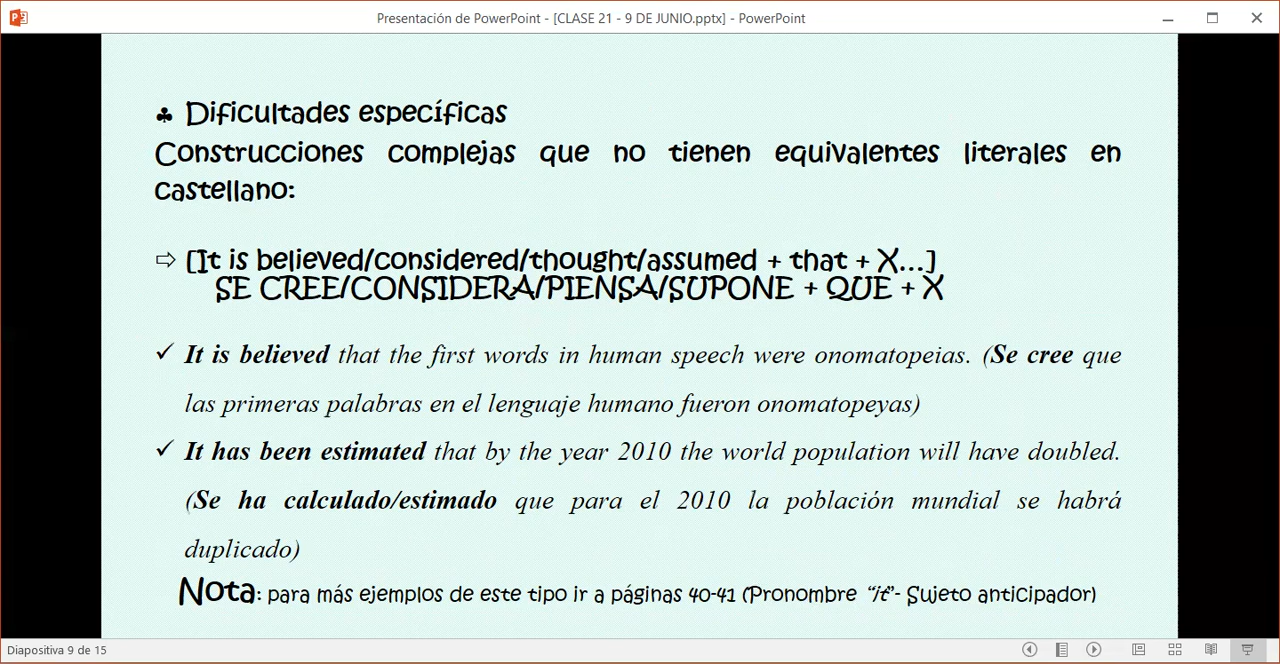 Presentación de PowerPoint - [CLASE 21 - 9 DE JUNIO.pptx] - PowerPoint
♣ Dificultades específicas
Construcciones complejas que no tienen equivalentes literales en
castellano:
⇨ [It is believed/considered/thought/assumed + that + X...]
SE CREE/CONSIDERA/PIENSA/SUPONE + QUE + X
✓ It is believed that the first words in human speech were onomatopeias. (Se cree que
las primeras palabras en el lenguaje humano fueron onomatopeyas)
✓ It has been estimated that by the year 2010 the world population will have doubled.
(Se ha calculado/estimado que para el 2010 la población mundial se habrá
duplicado)
Nota: para más ejemplos de este tipo ir a páginas 40-41 (Pronombre “it”- Sujeto anticipador)
Diapositiva 9 de 15